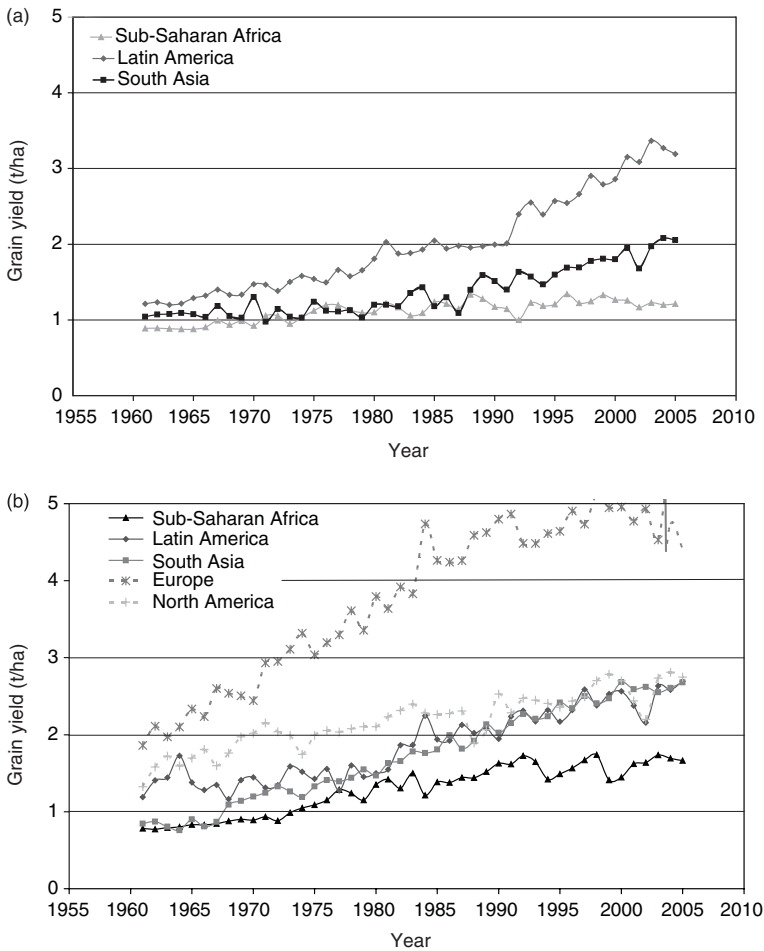 (a)
5
4
3
2
1
0
Grain yield (t/ha)
Sub-Saharan Africa
Latin America
South Asia
1955 1960 1965 1970 1975 1980 1985 1990 1995 2000 2005 2010
Year
(b)
5
4
3
2
1
0
Grain yield (t/ha)
Sub-Saharan Africa
Latin America
South Asia
Europe
North America
1955 1960 1965 1970 1975 1980 1985 1990 1995 2000 2005 2010
Year